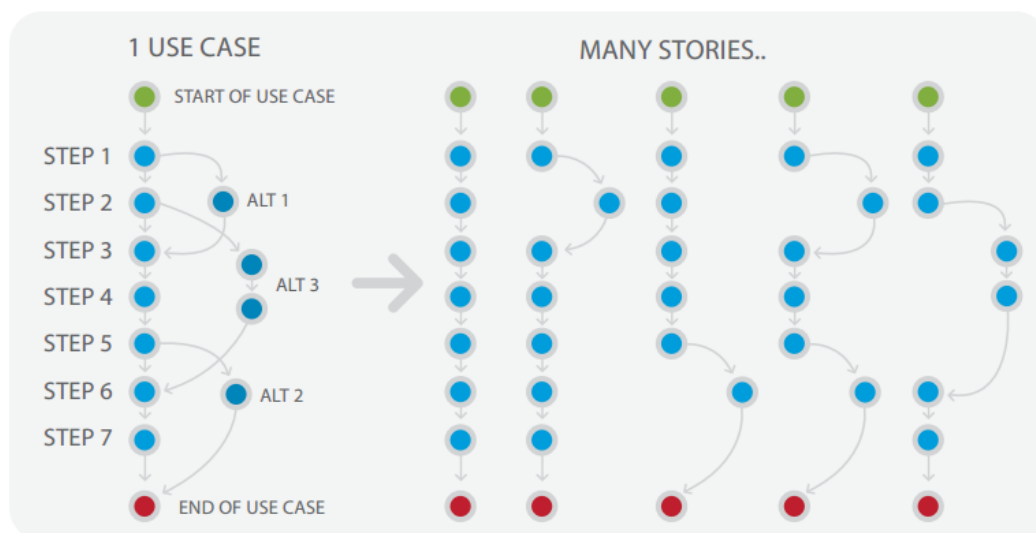 1 USE CASE
MANY STORIES..
START OF USE CASE
STEP 1
STEP 2
ALT 1
STEP 3
ALT 3
STEP 4
STEP 5
STEP 6
ALT 2
STEP 7
END OF USE CASE